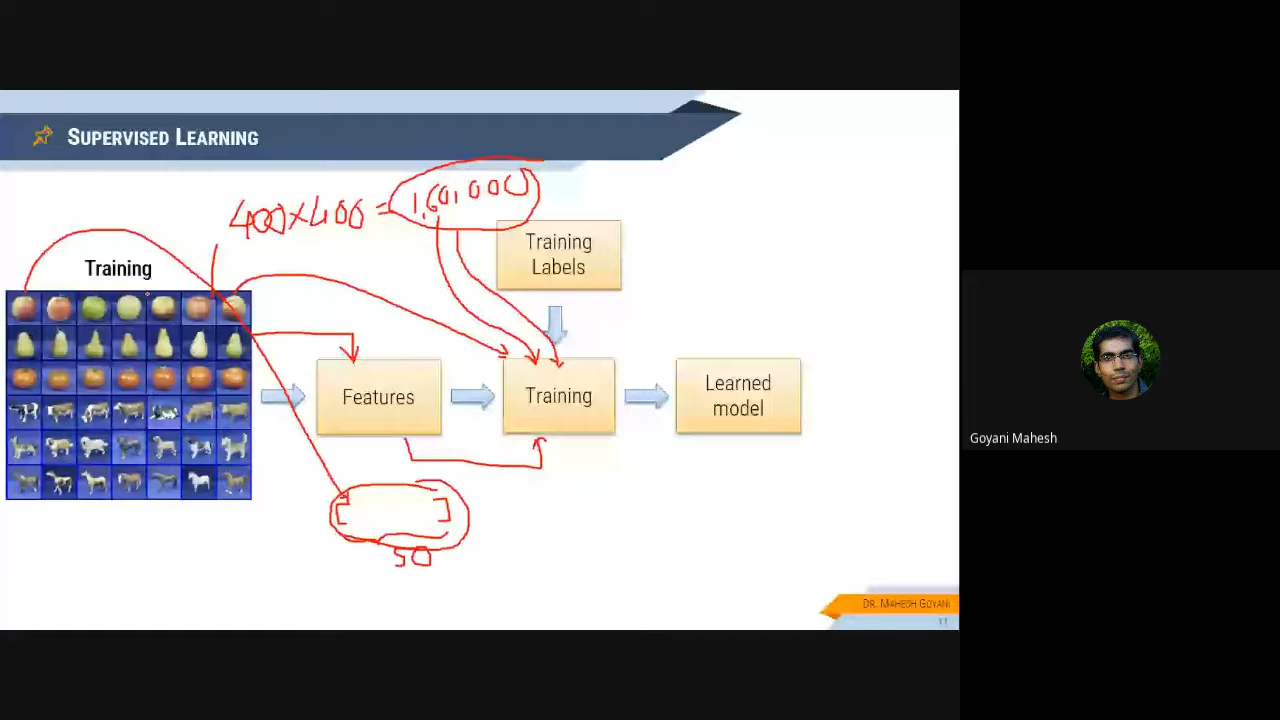 SUPERVISED LEARNING
400×400 = 1,60,000
Training
Training
Labels
Features
Training
Learned
model
50
DR. MAHESH GOYANI
11
Goyani Mahesh